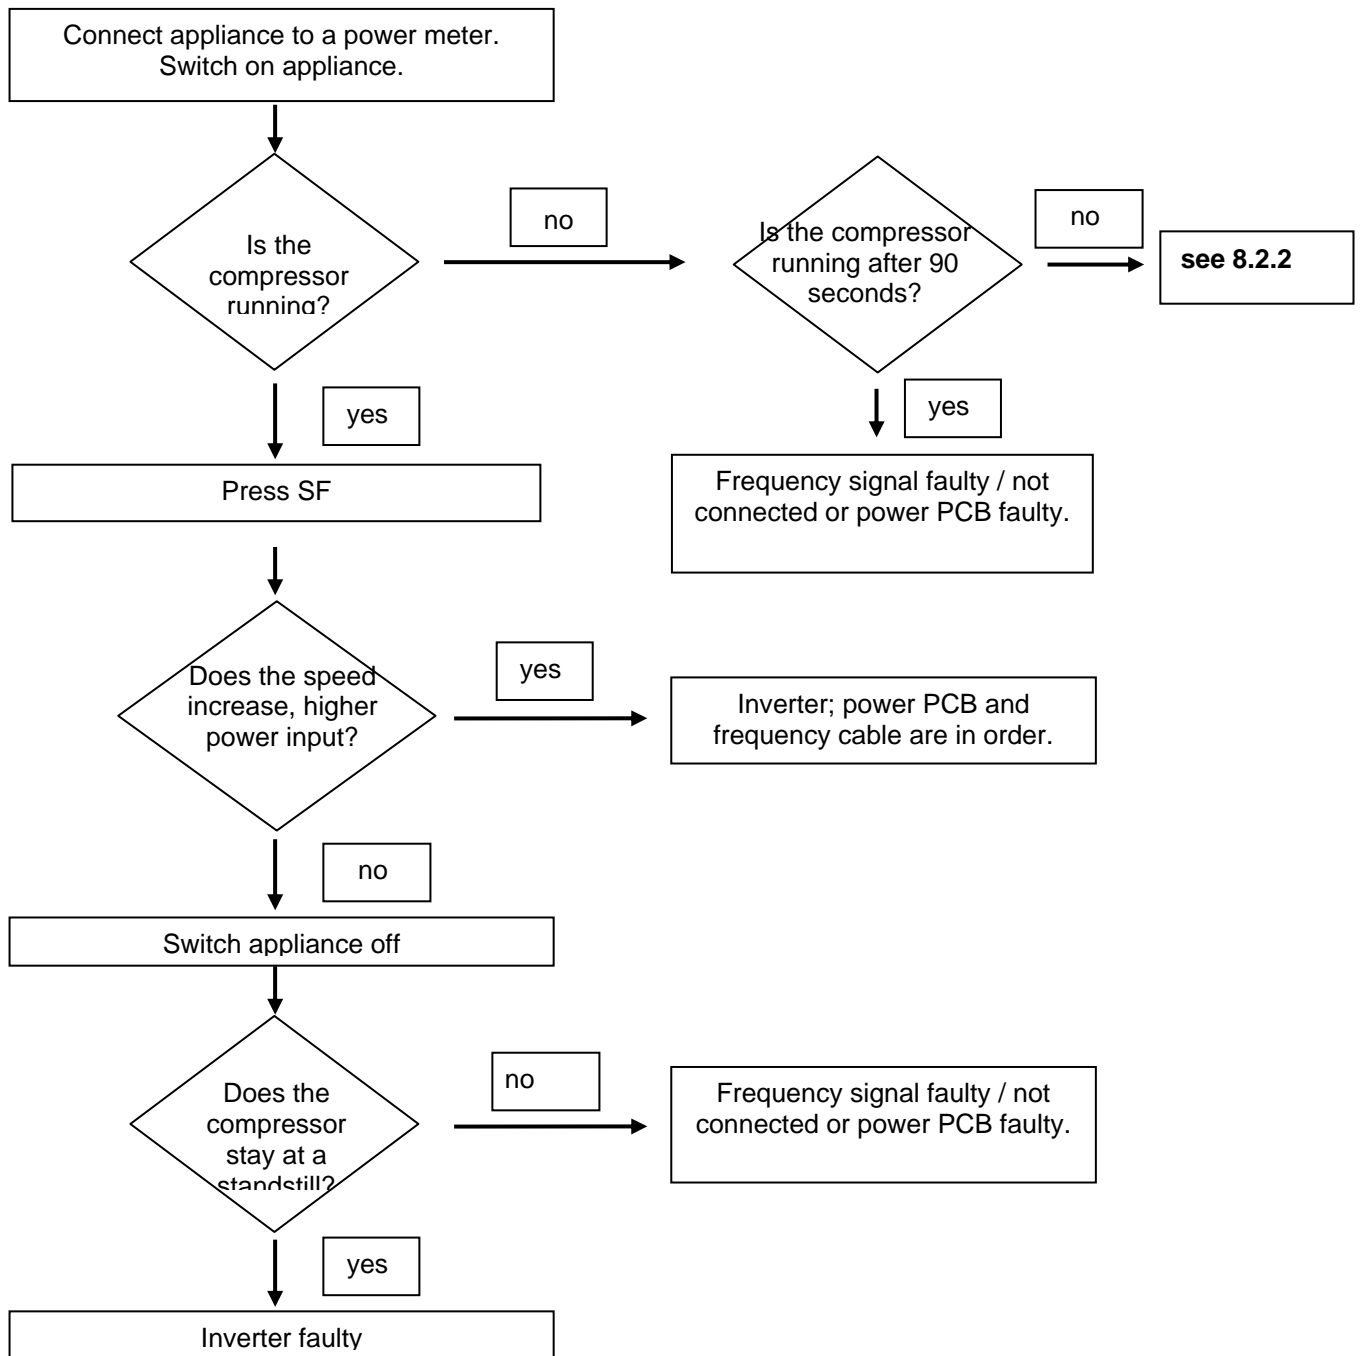 Connect appliance to a power meter.
Switch on appliance.
Is the
compressor
running?
no
Is the compressor
running after 90
seconds?
no
see 8.2.2
yes
yes
Press SF
Frequency signal faulty / not
connected or power PCB faulty.
Does the speed
increase, higher
power input?
yes
Inverter; power PCB and
frequency cable are in order.
no
Switch appliance off
Does the
compressor
stay at a
standstill?
no
Frequency signal faulty / not
connected or power PCB faulty.
yes
Inverter faulty